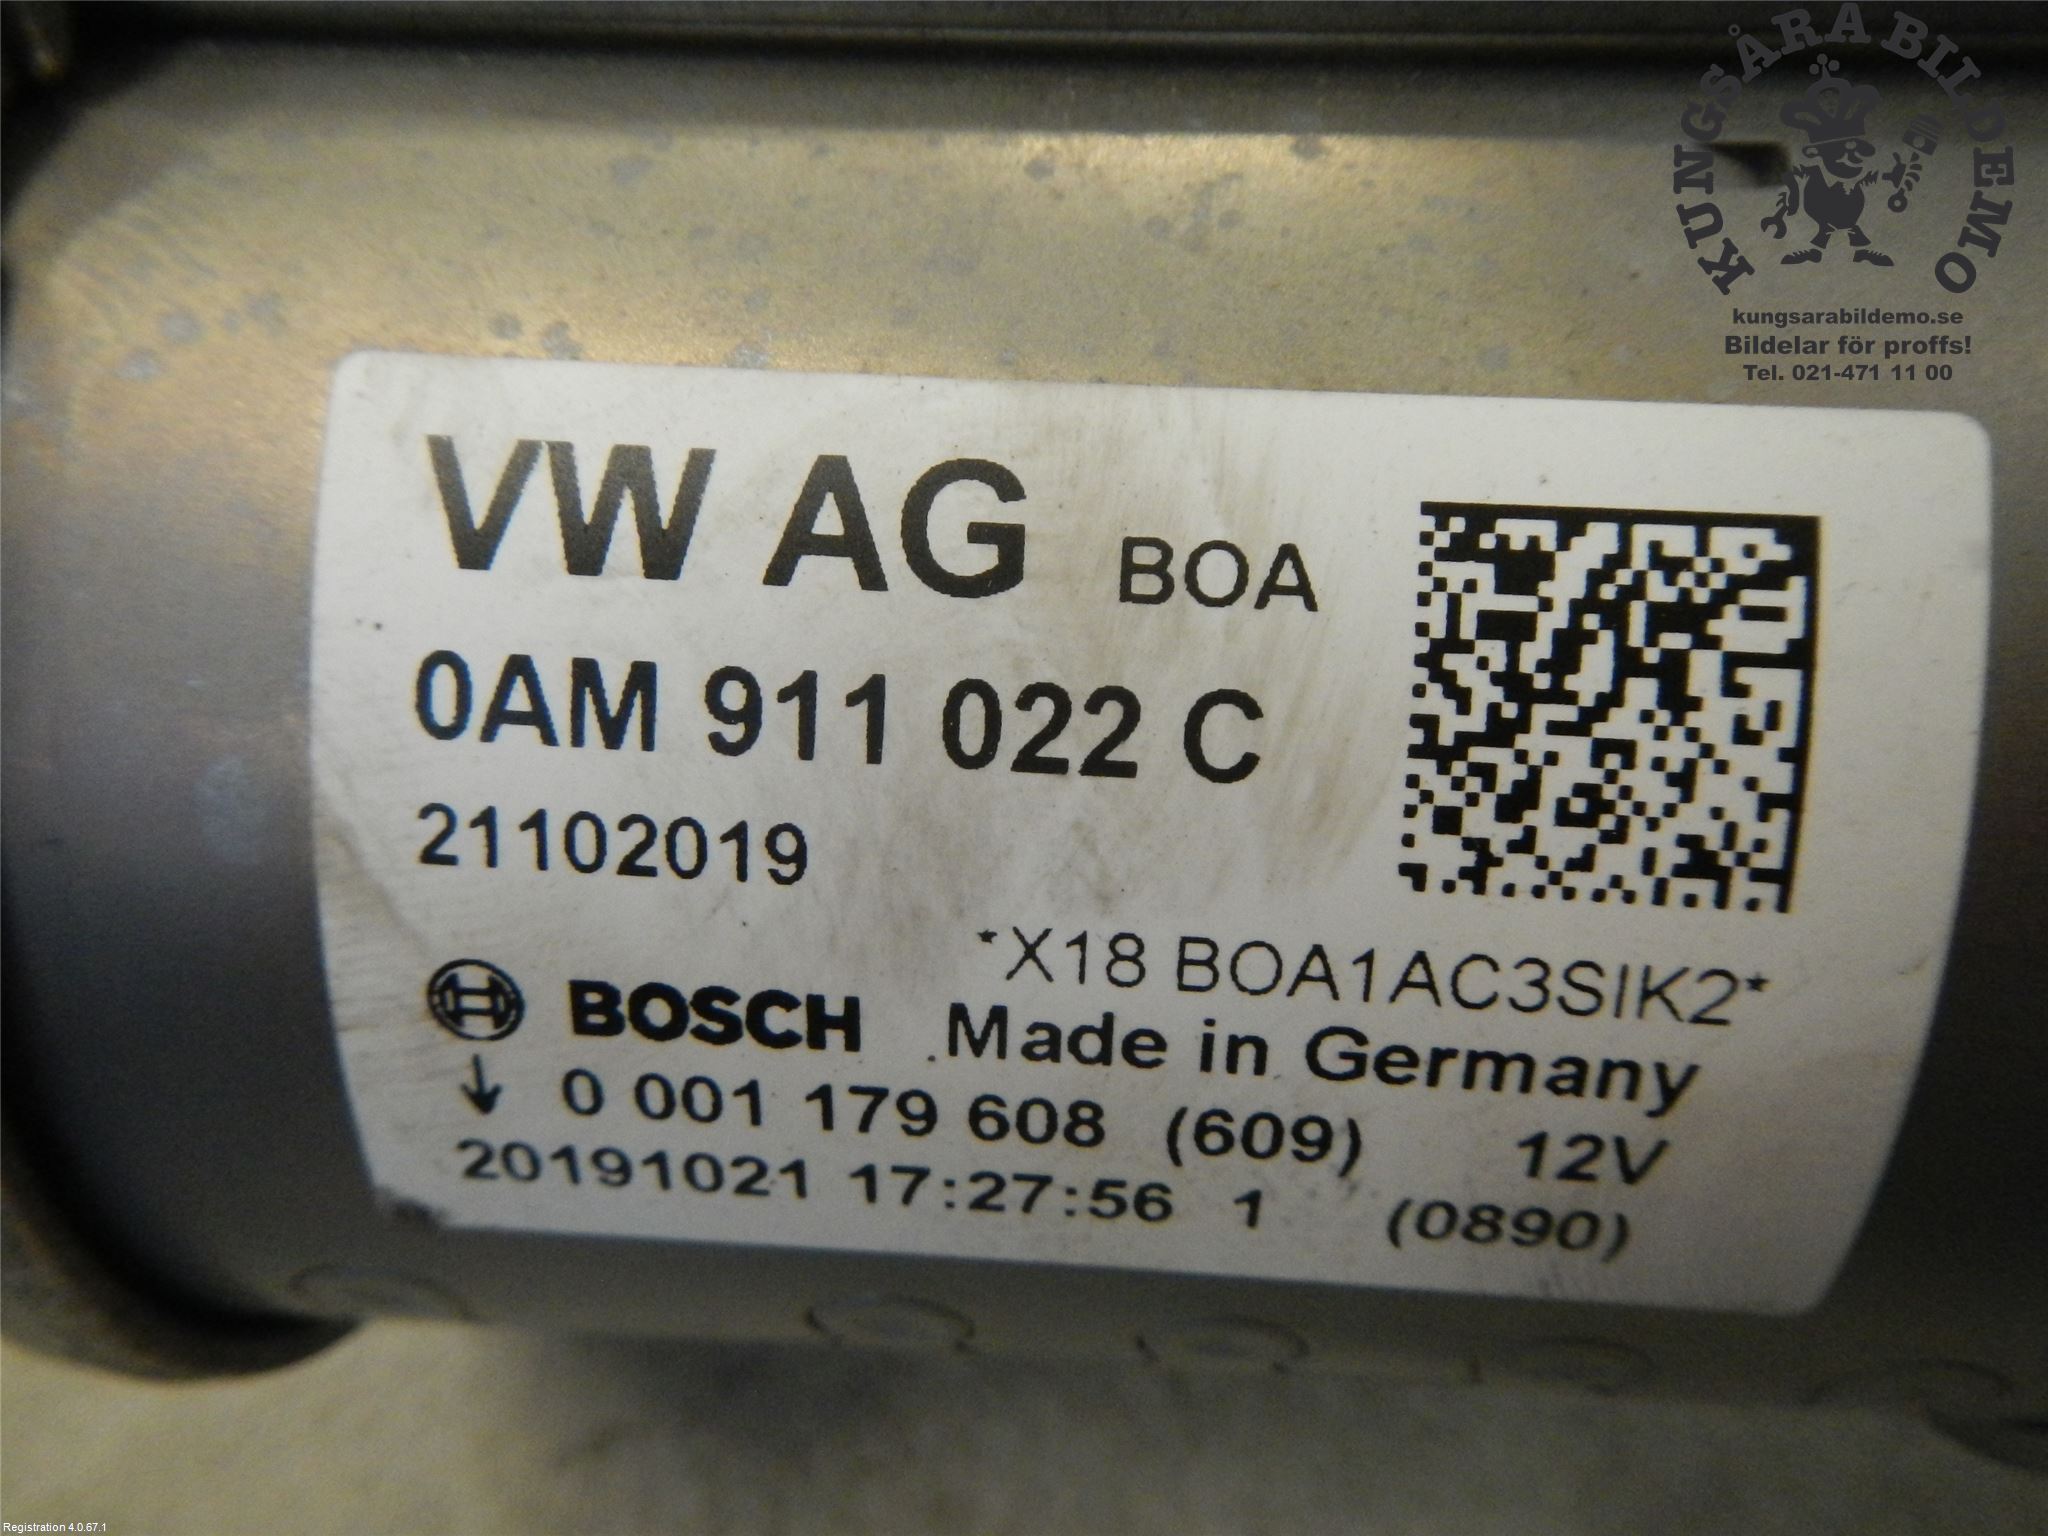 KUNGSÅRA BILDEMO
kungsarabildemo.se
Bildelar för proffs!
Tel. 021-471 11 00
VW AG BOA
0AM 911 022 C
21102019
*X18 BOA1AC3SIK2*
BOSCH Made in Germany
0 001 179 608 (609) 12V
20191021 17:27:56 1 (0890)
Registration 4.0.67.1